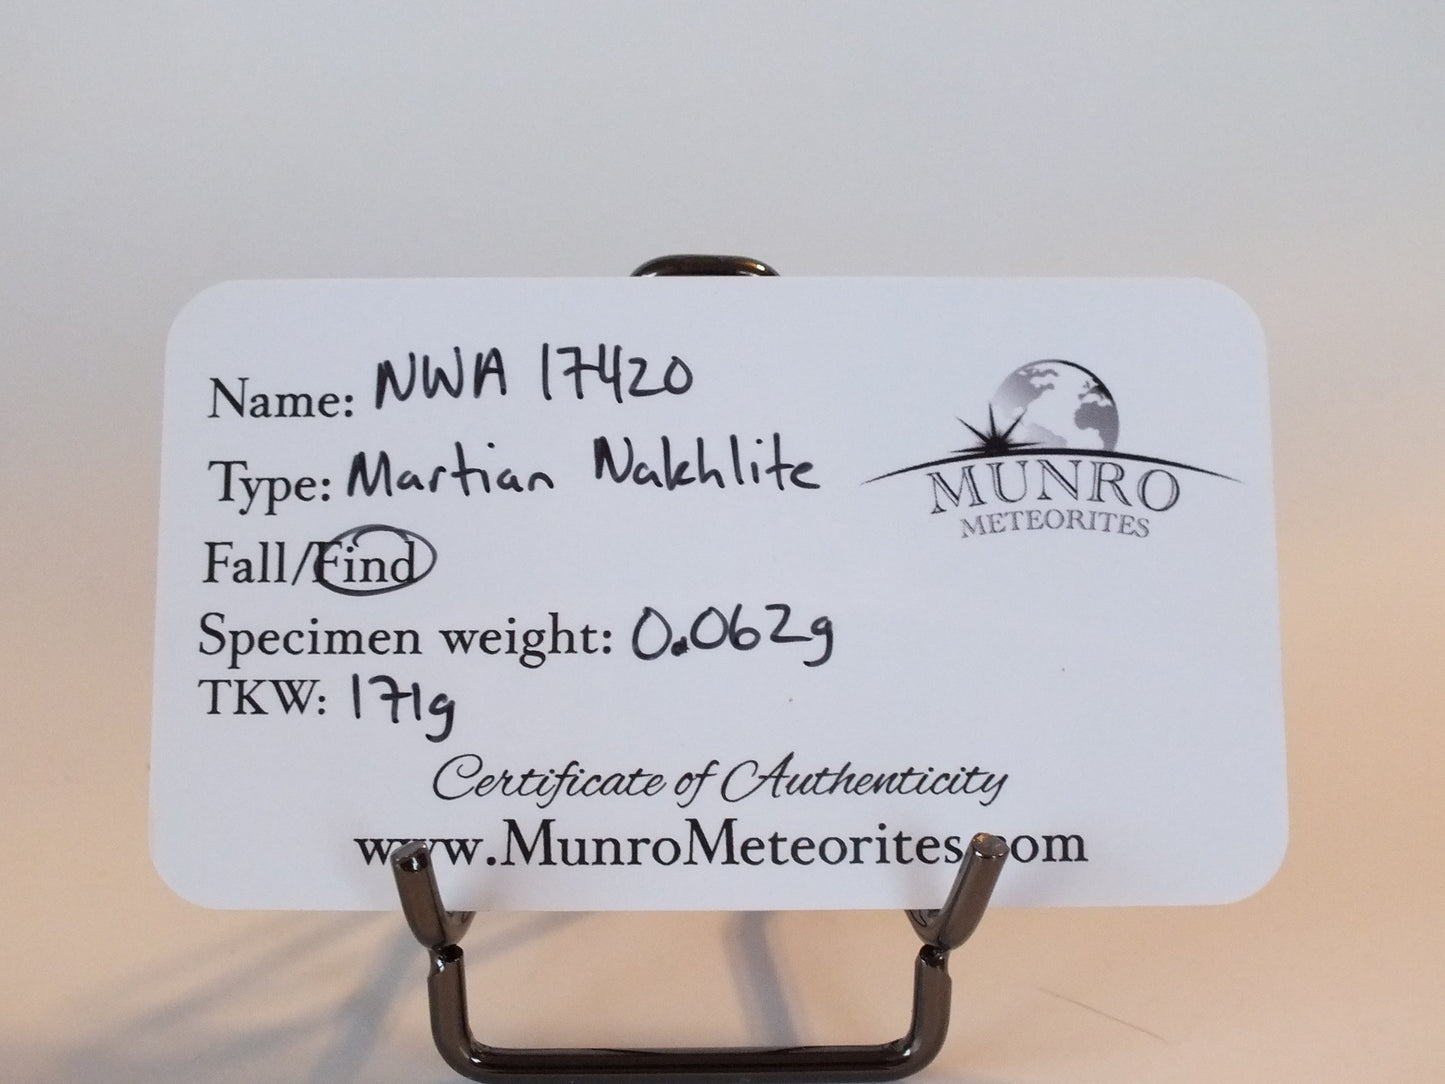 Name: NWA 17420
Type: Martian Nakhlite
Fall/Find
Specimen weight: 0.062g
TKW: 171g
MUNRO
METEORITES
Certificate of Authenticity
www.MunroMeteorites.com